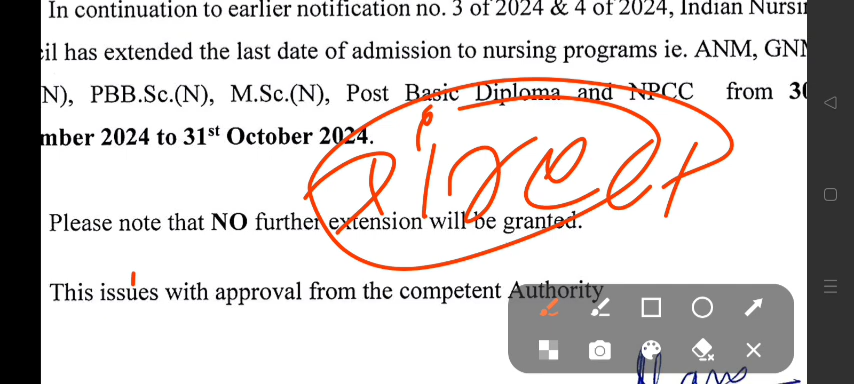 In continuation to earlier notification no. 3 of 2024 & 4 of 2024, Indian Nursi
cil has extended the last date of admission to nursing programs ie. ANM, GNM
N), PBB.Sc.(N), M.Sc.(N), Post Basic Diploma and NPCC from 30
mber 2024 to 31st October 2024.
Please note that NO further extension will be granted.
This issues with approval from the competent Authority